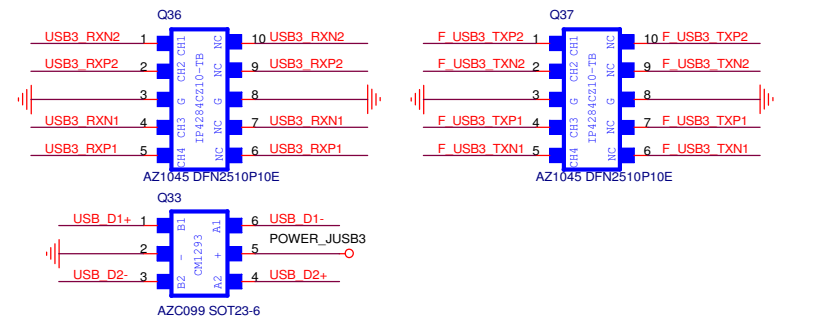 Q36
USB3_RXN2 1 CH1 NC 10 USB3_RXN2
USB3_RXP2 2 CH2 NC 9 USB3_RXP2
3 G G 8
USB3_RXN1 4 CH3 NC 7 USB3_RXN1
USB3_RXP1 5 CH4 NC 6 USB3_RXP1
IP4284CZ10-TB
AZ1045 DFN2510P10E
Q37
F_USB3_TXP2 1 CH1 NC 10 F_USB3_TXP2
F_USB3_TXN2 2 CH2 NC 9 F_USB3_TXN2
3 G G 8
F_USB3_TXP1 4 CH3 NC 7 F_USB3_TXP1
F_USB3_TXN1 5 CH4 NC 6 F_USB3_TXN1
IP4284CZ10-TB
AZ1045 DFN2510P10E
Q33
USB_D1+ 1 B1 A1 6 USB_D1-
POWER_JUSB3
2 - + 5
USB_D2- 3 B2 A2 4 USB_D2+
CM1293
AZC099 SOT23-6